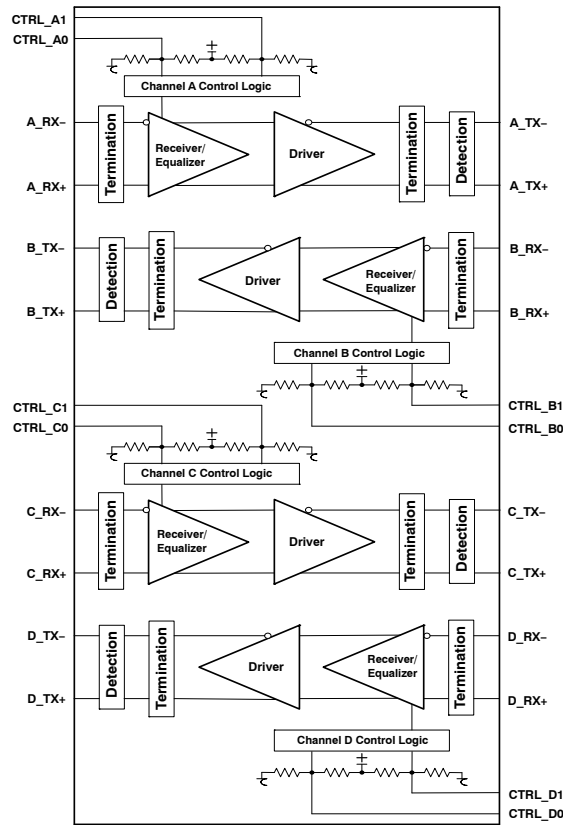 CTRL_A1
CTRL_A0
Channel A Control Logic
A_RX–
A_RX+
Termination
Receiver/
Equalizer
Driver
Termination
Detection
A_TX–
A_TX+
B_TX–
B_TX+
Detection
Termination
Driver
Receiver/
Equalizer
Termination
B_RX–
B_RX+
Channel B Control Logic
CTRL_B1
CTRL_B0
CTRL_C1
CTRL_C0
Channel C Control Logic
C_RX–
C_RX+
Termination
Receiver/
Equalizer
Driver
Termination
Detection
C_TX–
C_TX+
D_TX–
D_TX+
Detection
Termination
Driver
Receiver/
Equalizer
Termination
D_RX–
D_RX+
Channel D Control Logic
CTRL_D1
CTRL_D0